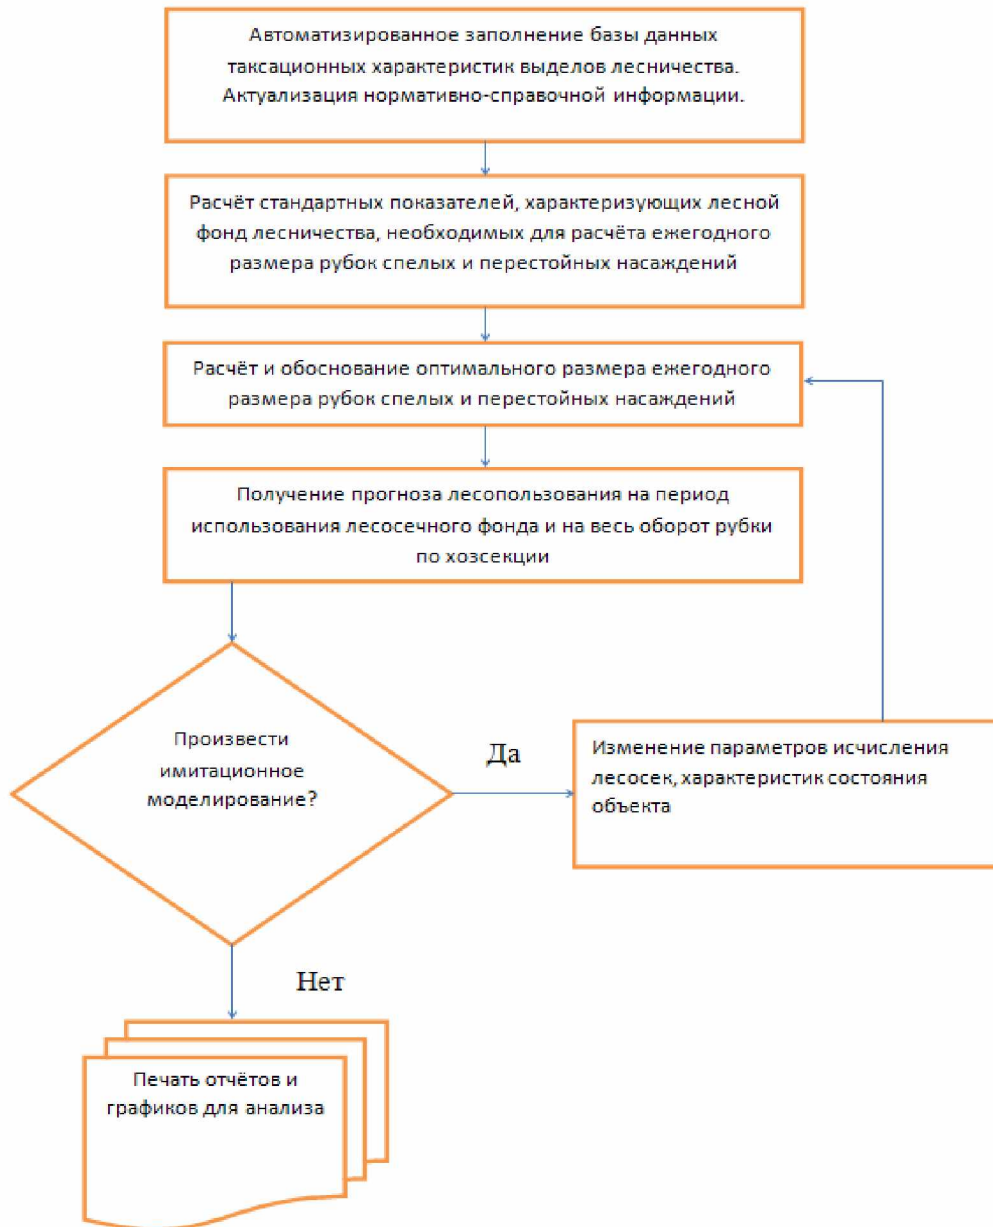 Автоматизированное заполнение базы данных
таксационных характеристик выделов лесничества.
Актуализация нормативно-справочной информации.
Расчёт стандартных показателей, характеризующих лесной
фонд лесничества, необходимых для расчёта ежегодного
размера рубок спелых и перестойных насаждений
Расчёт и обоснование оптимального размера ежегодного
размера рубок спелых и перестойных насаждений
Получение прогноза лесопользования на период
использования лесосечного фонда и на весь оборот рубки
по хозсекции
Произвести
имитационное
моделирование?
Да
Изменение параметров исчисления
лесосек, характеристик состояния
объекта
Нет
Печать отчётов и
графиков для анализа